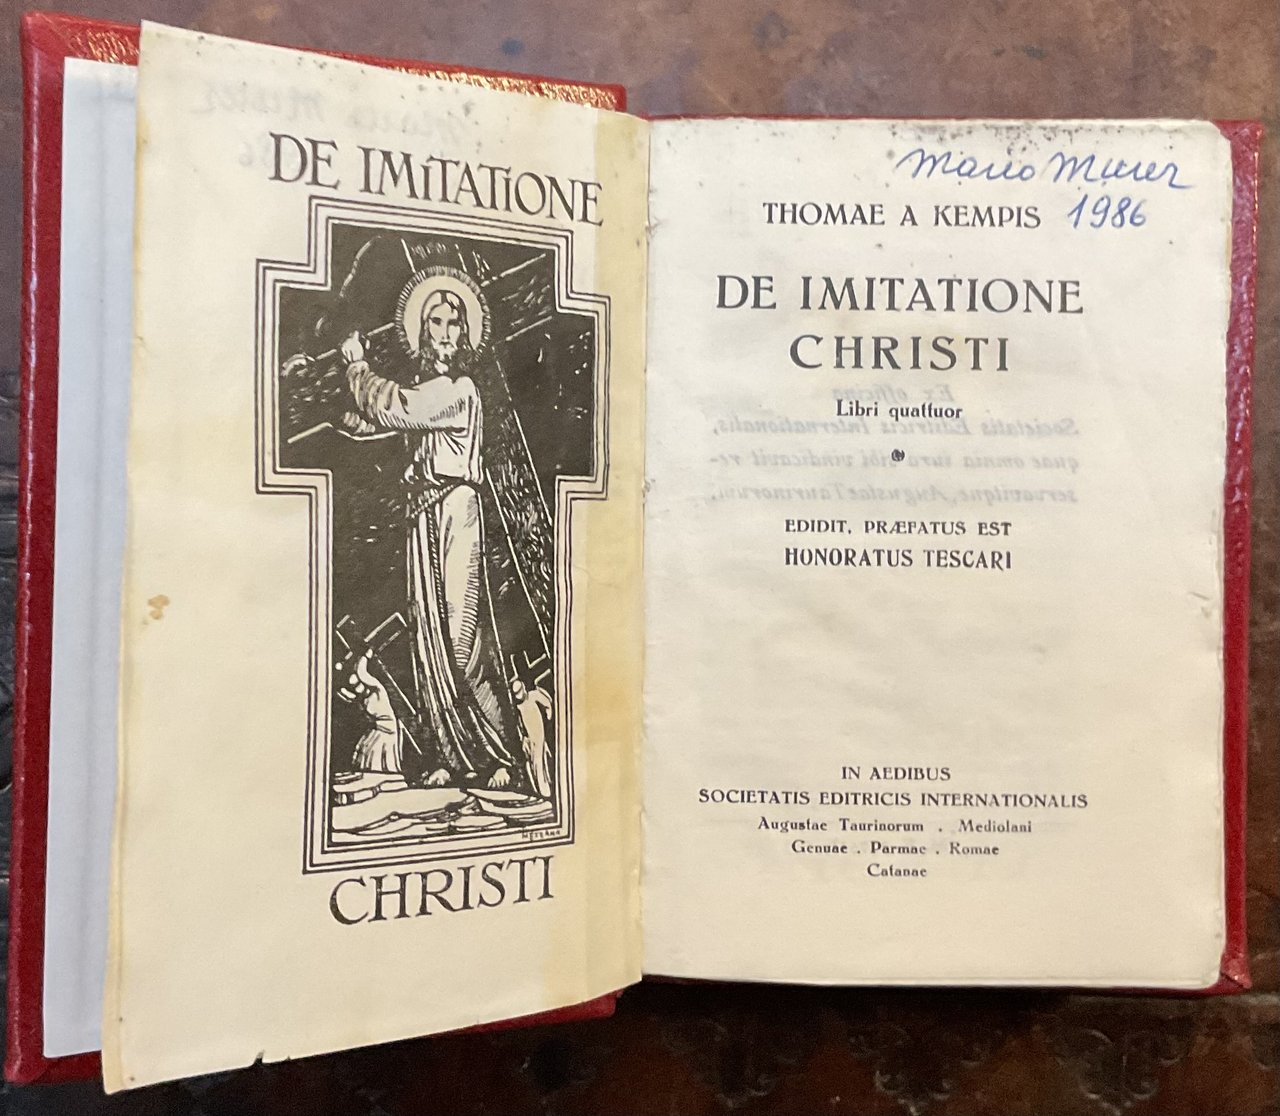 DE IMITATIONE
CHRISTI
Mario Murer
THOMAE A KEMPIS 1986
DE IMITATIONE
CHRISTI
Libri quattuor
EDIDIT, PRÆFATUS EST
HONORATUS TESCARI
IN AEDIBUS
SOCIETATIS EDITRICIS INTERNATIONALIS
Augustae Taurinorum . Mediolani
Genuae . Parmae . Romae
Catanae